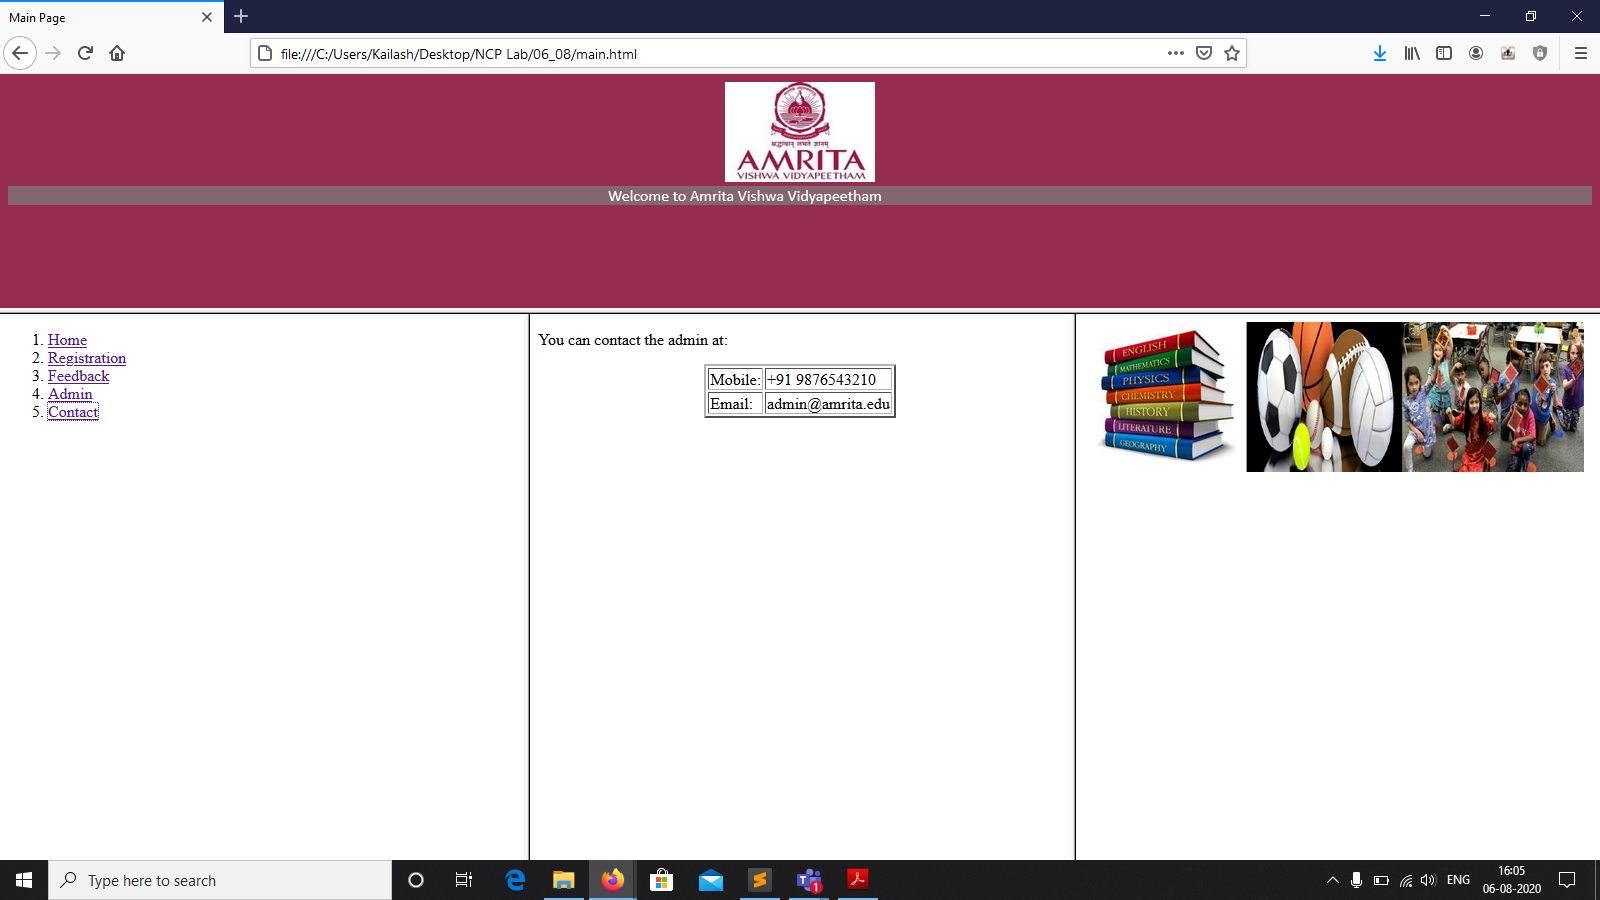 Main Page
file:///C:/Users/Kailash/Desktop/NCP Lab/06_08/main.html
श्रद्धावान् लभते ज्ञानम्
AMRITA
VISHWA VIDYAPEETHAM
Welcome to Amrita Vishwa Vidyapeetham
1. Home
2. Registration
3. Feedback
4. Admin
5. Contact
You can contact the admin at:
Mobile: +91 9876543210
Email: admin@amrita.edu
ENGLISH
MATHEMATICS
PHYSICS
CHEMISTRY
HISTORY
LITERATURE
GEOGRAPHY
Type here to search
1
ENG
16:05
06-08-2020